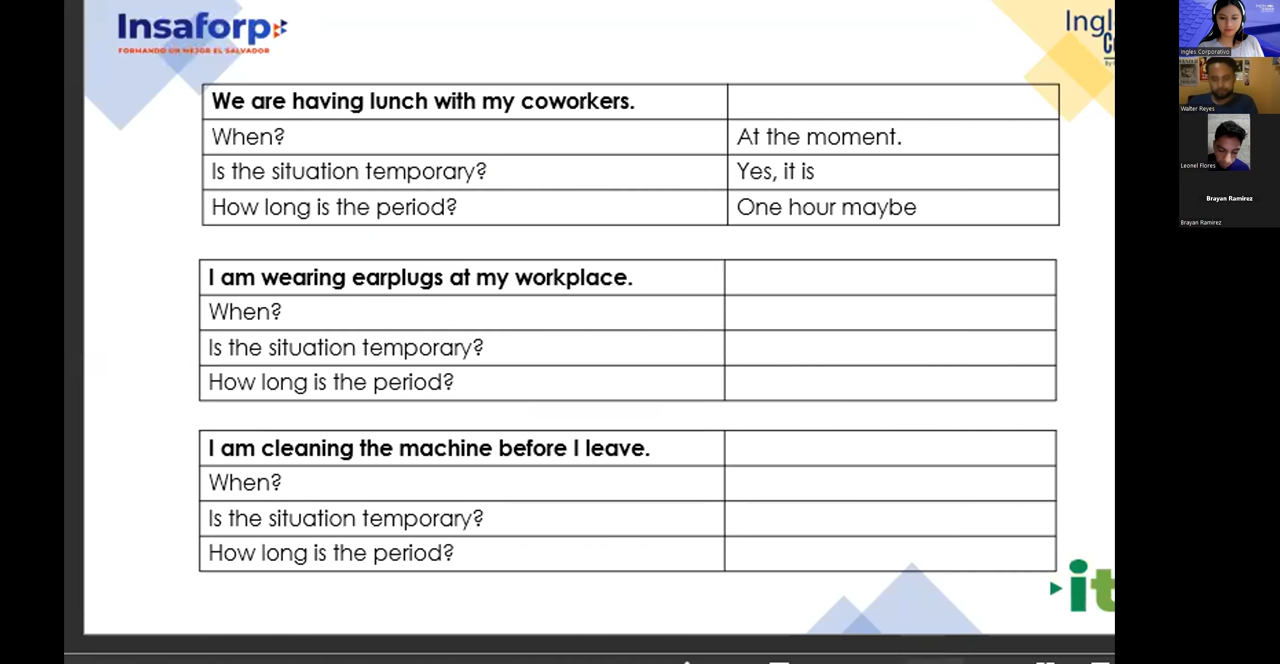 Insaforp
FORMANDO UN MEJOR EL SALVADOR
Ingl
We are having lunch with my coworkers.
When? At the moment.
Is the situation temporary? Yes, it is
How long is the period? One hour maybe
I am wearing earplugs at my workplace.
When?
Is the situation temporary?
How long is the period?
I am cleaning the machine before I leave.
When?
Is the situation temporary?
How long is the period?
it
Ingles Corporativo
Walter Reyes
Leonel Flores
Brayan Ramirez
Brayan Ramirez